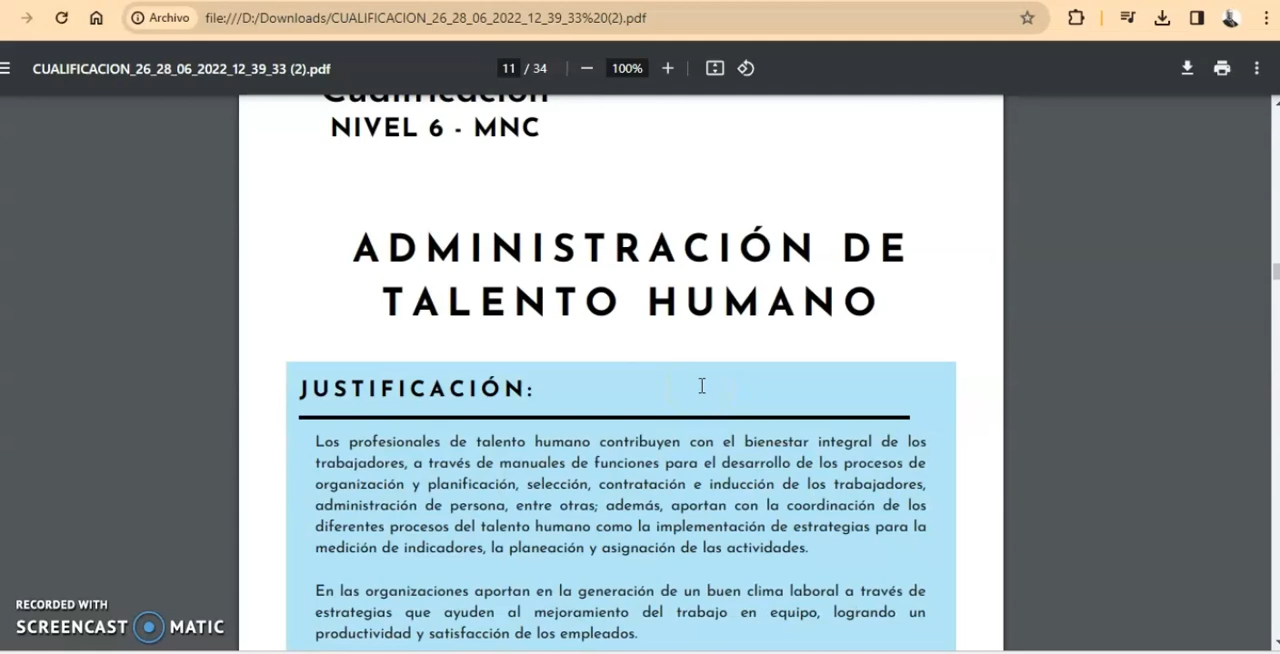 Archivo file:///D:/Downloads/CUALIFICACION_26_28_06_2022_12_39_33%20(2).pdf
CUALIFICACION_26_28_06_2022_12_39_33 (2).pdf 11 / 34 100%
Cualificación
NIVEL 6 - MNC
ADMINISTRACIÓN DE
TALENTO HUMANO
JUSTIFICACIÓN:
Los profesionales de talento humano contribuyen con el bienestar integral de los
trabajadores, a través de manuales de funciones para el desarrollo de los procesos de
organización y planificación, selección, contratación e inducción de los trabajadores,
administración de persona, entre otras; además, aportan con la coordinación de los
diferentes procesos del talento humano como la implementación de estrategias para la
medición de indicadores, la planeación y asignación de las actividades.
En las organizaciones aportan en la generación de un buen clima laboral a través de
estrategias que ayuden al mejoramiento del trabajo en equipo, logrando un
productividad y satisfacción de los empleados.
RECORDED WITH
SCREENCAST MATIC